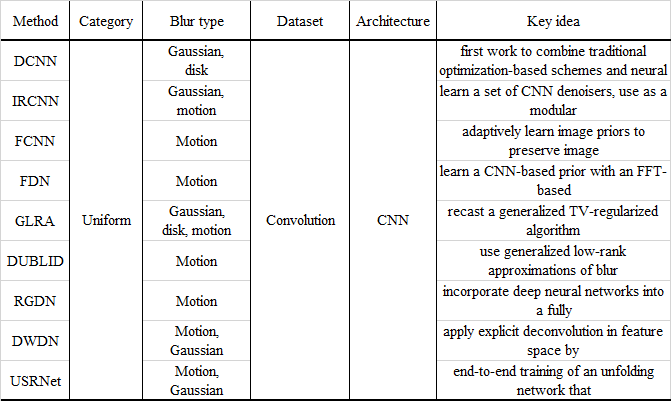 Method Category Blur type Dataset Architecture Key idea
DCNN Gaussian, disk first work to combine traditional optimization-based schemes and neural
IRCNN Gaussian, motion learn a set of CNN denoisers, use as a modular
FCNN Motion adaptively learn image priors to preserve image
FDN Motion learn a CNN-based prior with an FFT-based
GLRA Uniform Gaussian, disk, motion Convolution CNN recast a generalized TV-regularized algorithm
DUBLID Motion use generalized low-rank approximations of blur
RGDN Motion incorporate deep neural networks into a fully
DWDN Motion, Gaussian apply explicit deconvolution in feature space by
USRNet Motion, Gaussian end-to-end training of an unfolding network that